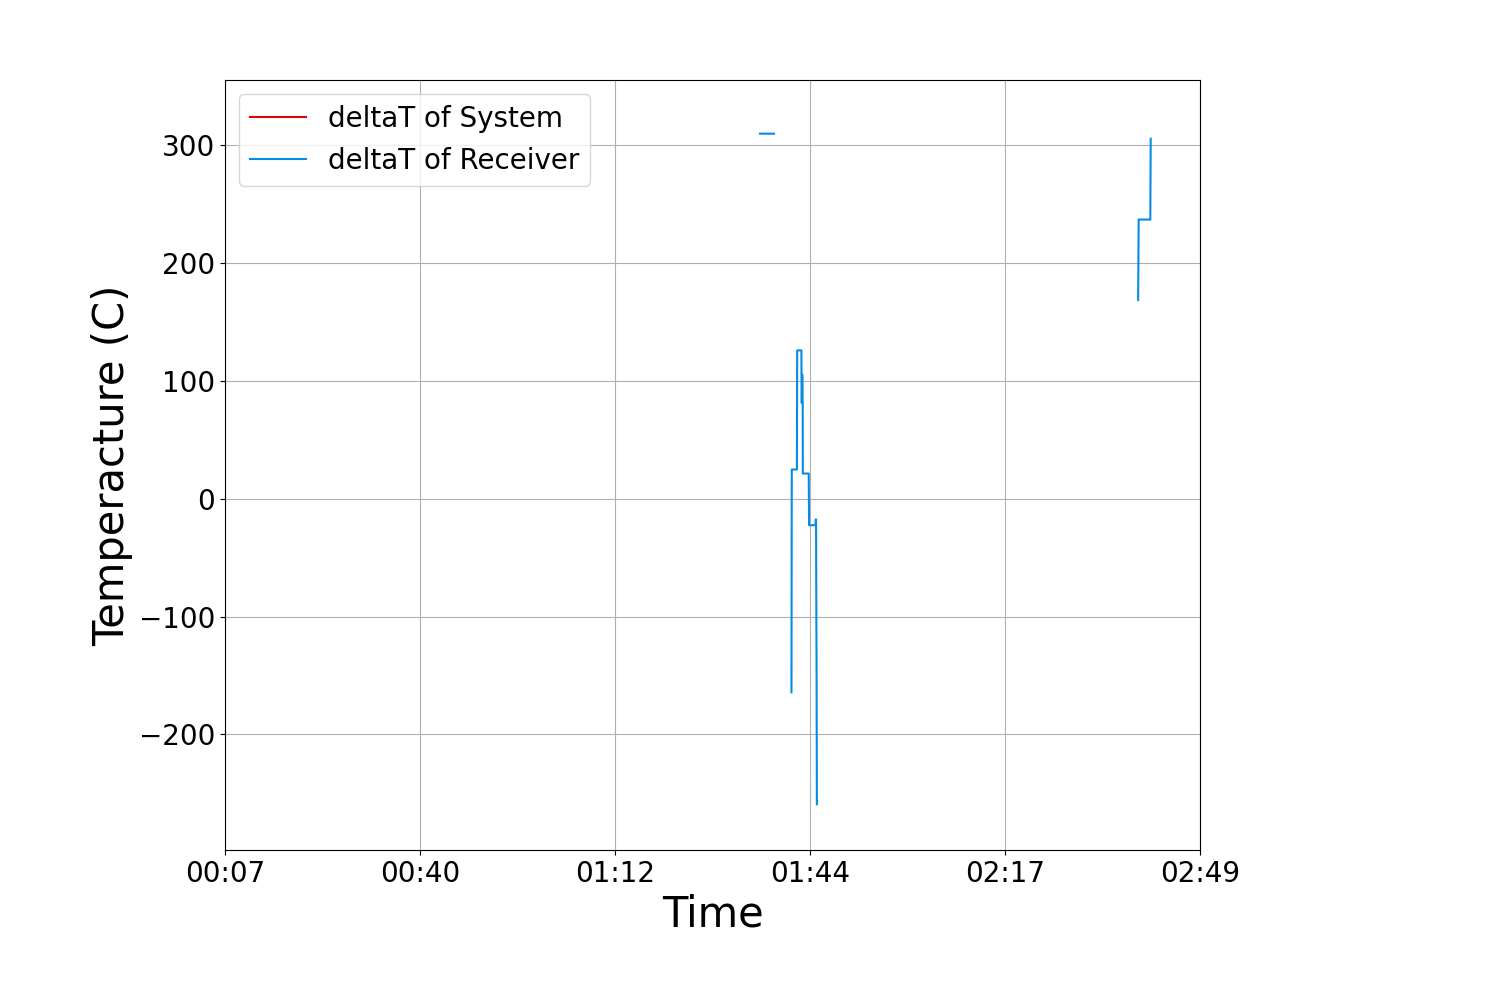 deltaT of System
deltaT of Receiver
300
200
100
0
−100
−200
Temperacture (C)
00:07 00:40 01:12 01:44 02:17 02:49
Time